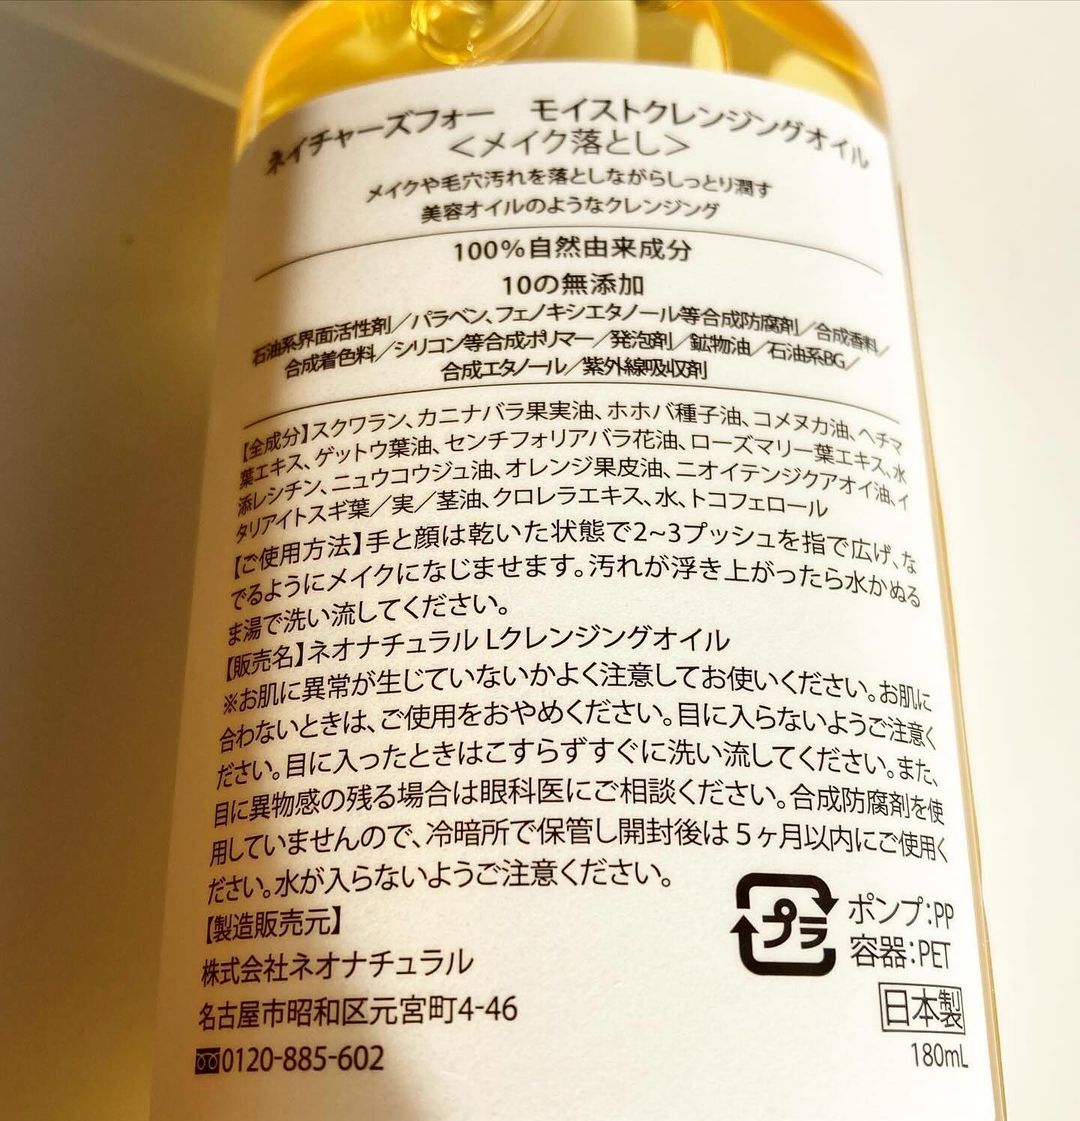 ネイチャーズフォー　モイストクレンジングオイル
＜メイク落とし＞
メイクや毛穴汚れを落としながらしっとり潤す
美容オイルのようなクレンジング
100%自然由来成分
10の無添加
石油系界面活性剤／パラベン、フェノキシエタノール等合成防腐剤／合成香料／
合成着色料／シリコン等合成ポリマー／発泡剤／鉱物油／石油系BG／
合成エタノール／紫外線吸収剤
【全成分】スクワラン、カニナバラ果実油、ホホバ種子油、コメヌカ油、ヘチマ
葉エキス、ゲットウ葉油、センチフォリアバラ花油、ローズマリー葉エキス、水
添レシチン、ニュウコウジュ油、オレンジ果皮油、ニオイテンジクアオイ油、イ
タリアイトスギ葉／実／茎油、クロレラエキス、水、トコフェロール
【ご使用方法】手と顔は乾いた状態で2~3プッシュを指で広げ、な
でるようにメイクになじませます。汚れが浮き上がったら水かぬる
ま湯で洗い流してください。
【販売名】ネオナチュラル Lクレンジングオイル
※お肌に異常が生じていないかよく注意してお使いください。お肌に
合わないときは、ご使用をおやめください。目に入らないようご注意く
ださい。目に入ったときはこすらずすぐに洗い流してください。また、
目に異物感の残る場合は眼科医にご相談ください。合成防腐剤を使
用していませんので、冷暗所で保管し開封後は5ヶ月以内にご使用く
ださい。水が入らないようご注意ください。
【製造販売元】
株式会社ネオナチュラル
名古屋市昭和区元宮町4-46
0120-885-602
プラ
ポンプ:PP
容器:PET
日本製
180mL